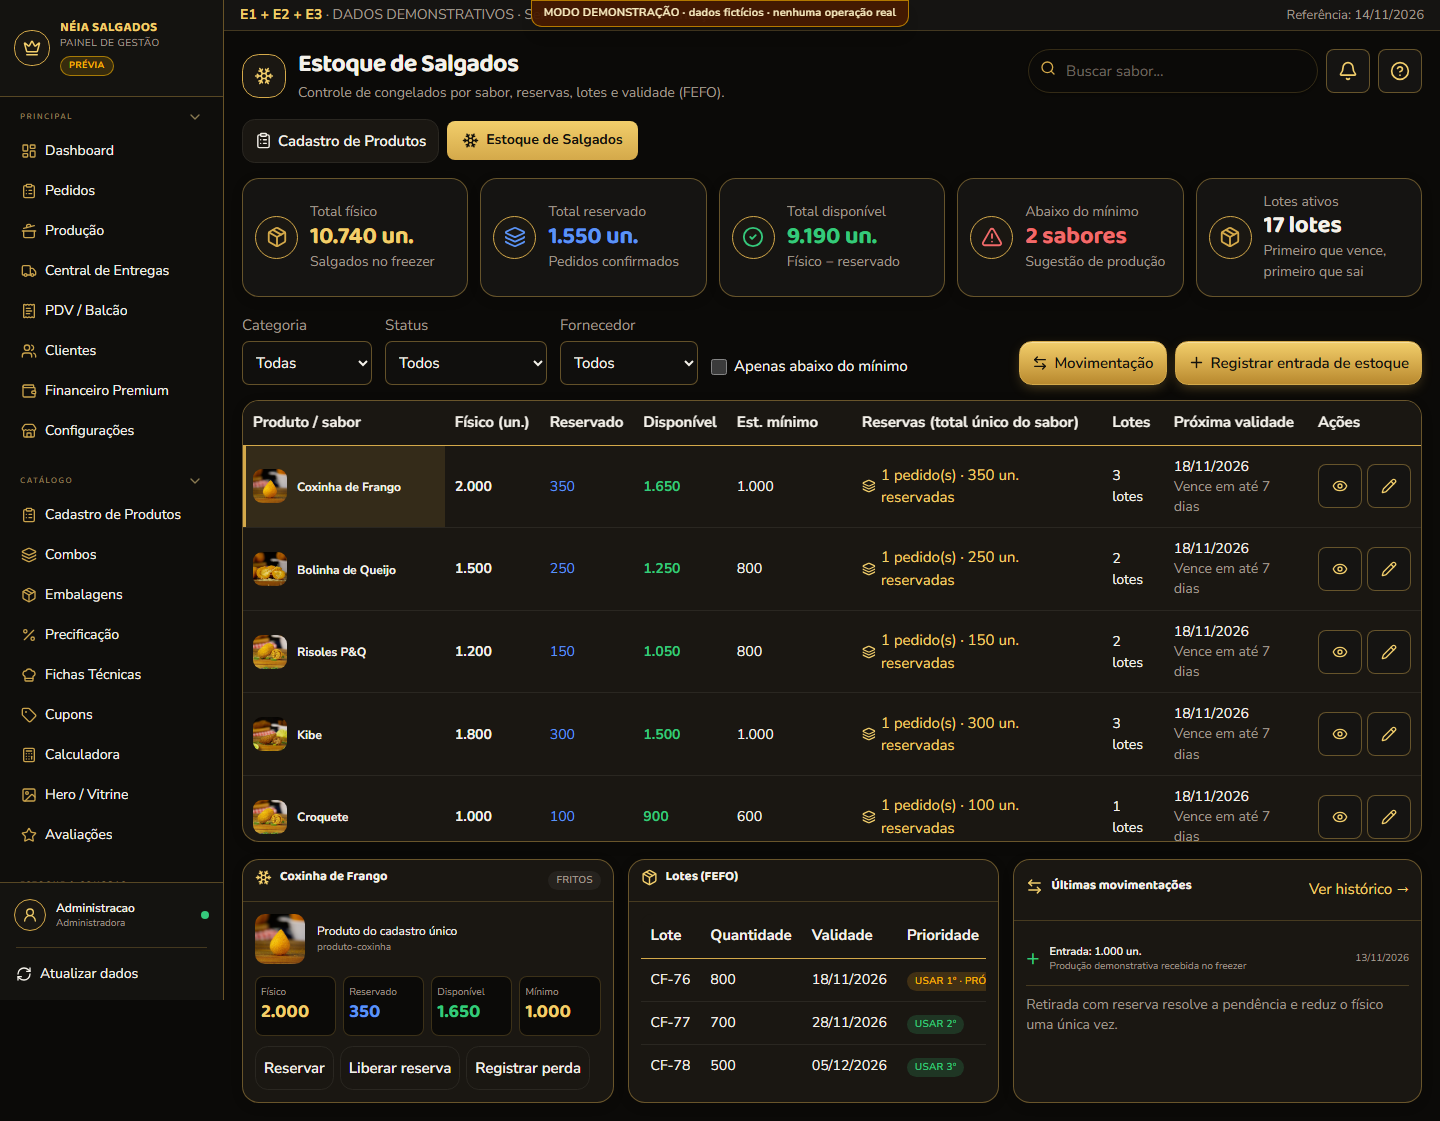 NÉIA SALGADOS
PAINEL DE GESTÃO
PRÉVIA
PRINCIPAL
Dashboard
Pedidos
Produção
Central de Entregas
PDV / Balcão
Clientes
Financeiro Premium
Configurações
CATÁLOGO
Cadastro de Produtos
Combos
Embalagens
Precificação
Fichas Técnicas
Cupons
Calculadora
Hero / Vitrine
Avaliações
Administracao
Administradora
Atualizar dados
E1 + E2 + E3 · DADOS DEMONSTRATIVOS · S
MODO DEMONSTRAÇÃO · dados fictícios · nenhuma operação real
Referência: 14/11/2026
Estoque de Salgados
Controle de congelados por sabor, reservas, lotes e validade (FEFO).
Buscar sabor...
Cadastro de Produtos
Estoque de Salgados
Total físico
10.740 un.
Salgados no freezer
Total reservado
1.550 un.
Pedidos confirmados
Total disponível
9.190 un.
Físico – reservado
Abaixo do mínimo
2 sabores
Sugestão de produção
Lotes ativos
17 lotes
Primeiro que vence,
primeiro que sai
Categoria
Todas
Status
Todos
Fornecedor
Todos
Apenas abaixo do mínimo
Movimentação
Registrar entrada de estoque
Produto / sabor Físico (un.) Reservado Disponível Est. mínimo Reservas (total único do sabor) Lotes Próxima validade Ações
Coxinha de Frango 2.000 350 1.650 1.000
1 pedido(s) · 350 un.
reservadas
3
lotes
18/11/2026
Vence em até 7
dias
Bolinha de Queijo 1.500 250 1.250 800
1 pedido(s) · 250 un.
reservadas
2
lotes
18/11/2026
Vence em até 7
dias
Risoles P&Q 1.200 150 1.050 800
1 pedido(s) · 150 un.
reservadas
2
lotes
18/11/2026
Vence em até 7
dias
Kibe 1.800 300 1.500 1.000
1 pedido(s) · 300 un.
reservadas
3
lotes
18/11/2026
Vence em até 7
dias
Croquete 1.000 100 900 600
1 pedido(s) · 100 un.
reservadas
1
lotes
18/11/2026
Vence em até 7
dias
Coxinha de Frango
FRITOS
Produto do cadastro único
produto-coxinha
Físico
2.000
Reservado
350
Disponível
1.650
Mínimo
1.000
Reservar
Liberar reserva
Registrar perda
Lotes (FEFO)
Lote Quantidade Validade Prioridade
CF-76 800 18/11/2026 USAR 1º · PRÓ
CF-77 700 28/11/2026 USAR 2º
CF-78 500 05/12/2026 USAR 3º
Últimas movimentações
Ver histórico →
Entrada: 1.000 un.
Produção demonstrativa recebida no freezer
13/11/2026
Retirada com reserva resolve a pendência e reduz o físico
uma única vez.